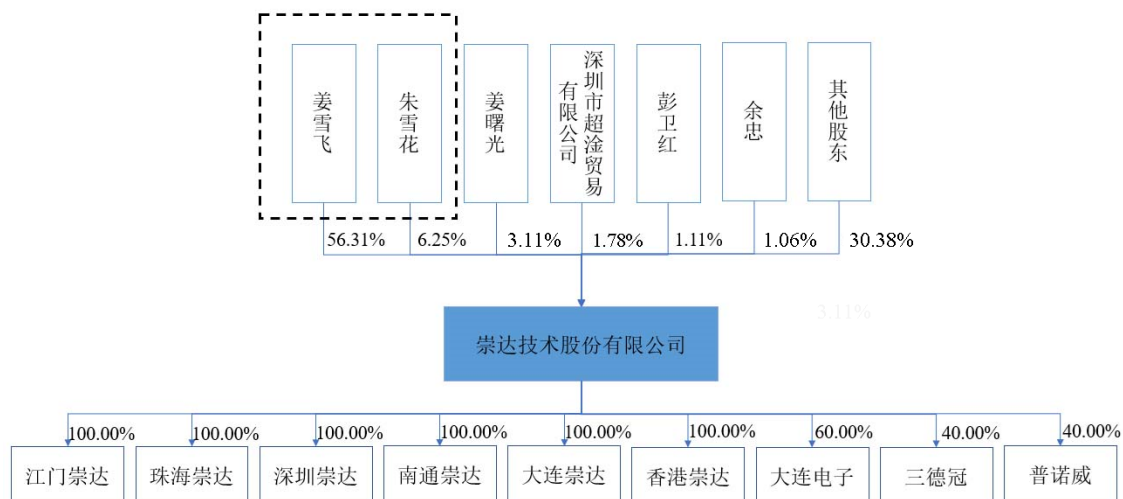 姜雪飞
朱雪花
姜曙光
深圳市超淦贸易
有限公司
彭卫红
余忠
其他股东
56.31%
6.25%
3.11%
1.78%
1.11%
1.06%
30.38%
3.11%
崇达技术股份有限公司
100.00%
100.00%
100.00%
100.00%
100.00%
100.00%
60.00%
40.00%
40.00%
江门崇达
珠海崇达
深圳崇达
南通崇达
大连崇达
香港崇达
大连电子
三德冠
普诺威